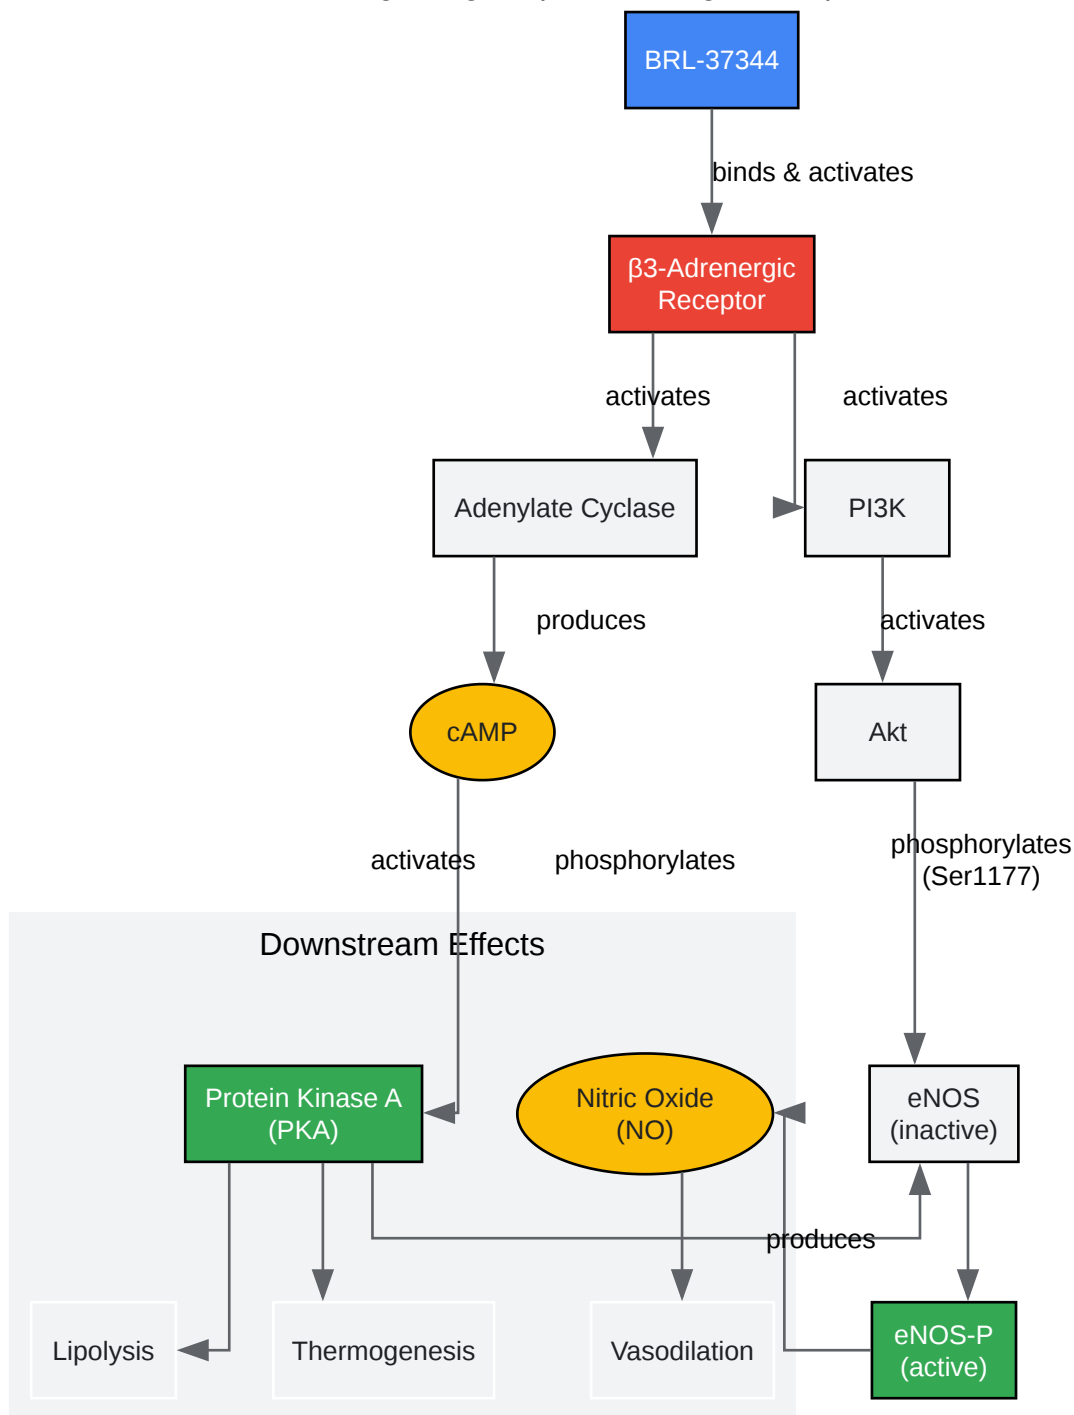 BRL-37344
binds & activates
β3-Adrenergic
Receptor
activates
activates
Adenylate Cyclase
PI3K
produces
activates
cAMP
Akt
activates
phosphorylates
phosphorylates
(Ser1177)
Downstream Effects
Protein Kinase A
(PKA)
Nitric Oxide
(NO)
eNOS
(inactive)
produces
Lipolysis
Thermogenesis
Vasodilation
eNOS-P
(active)